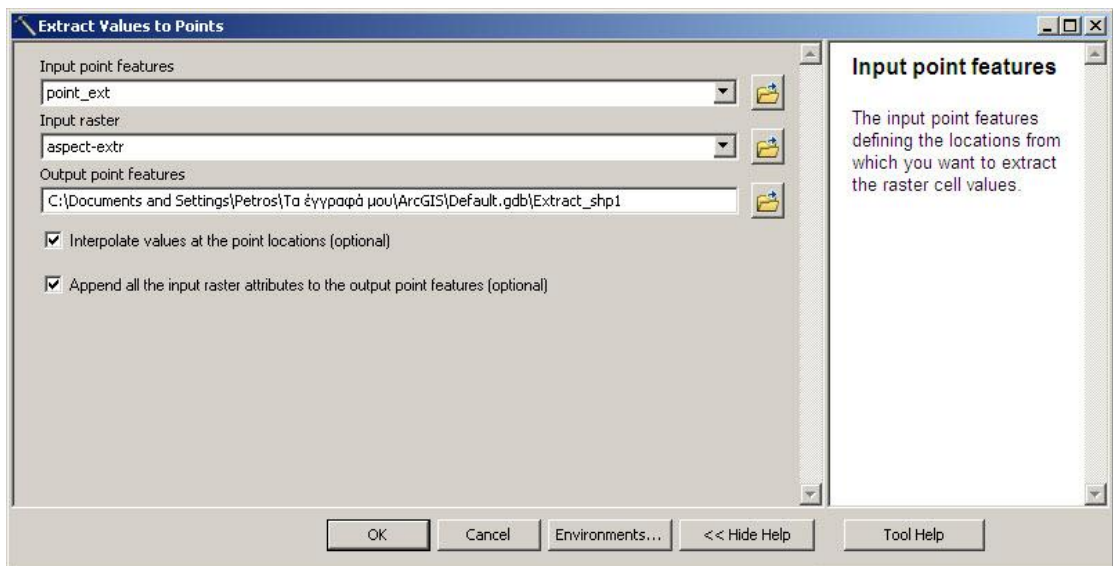 Extract Values to Points
Input point features
point_ext
Input raster
aspect-extr
Output point features
C:\Documents and Settings\Petros\Τα έγγραφά μου\ArcGIS\Default.gdb\Extract_shp1
Interpolate values at the point locations (optional)
Append all the input raster attributes to the output point features (optional)
Input point features
The input point features
defining the locations from
which you want to extract
the raster cell values.
OK
Cancel
Environments...
<< Hide Help
Tool Help